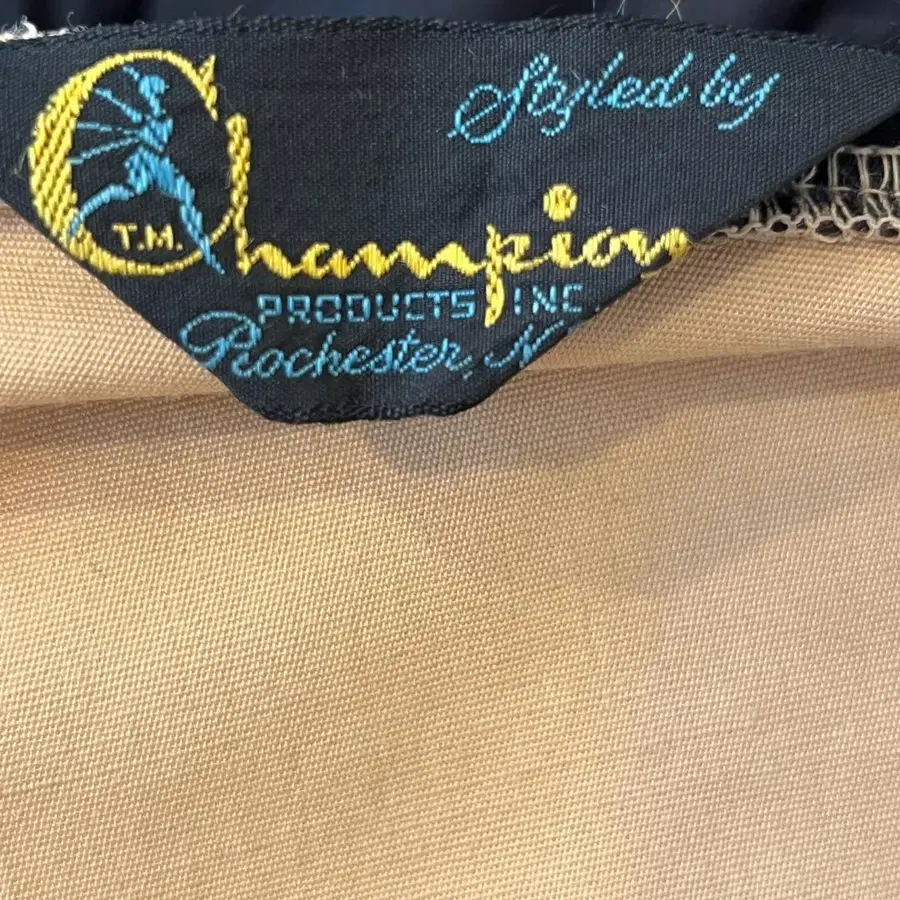 Styled by
Champion
T.M.
PRODUCTS, INC
Rochester, N